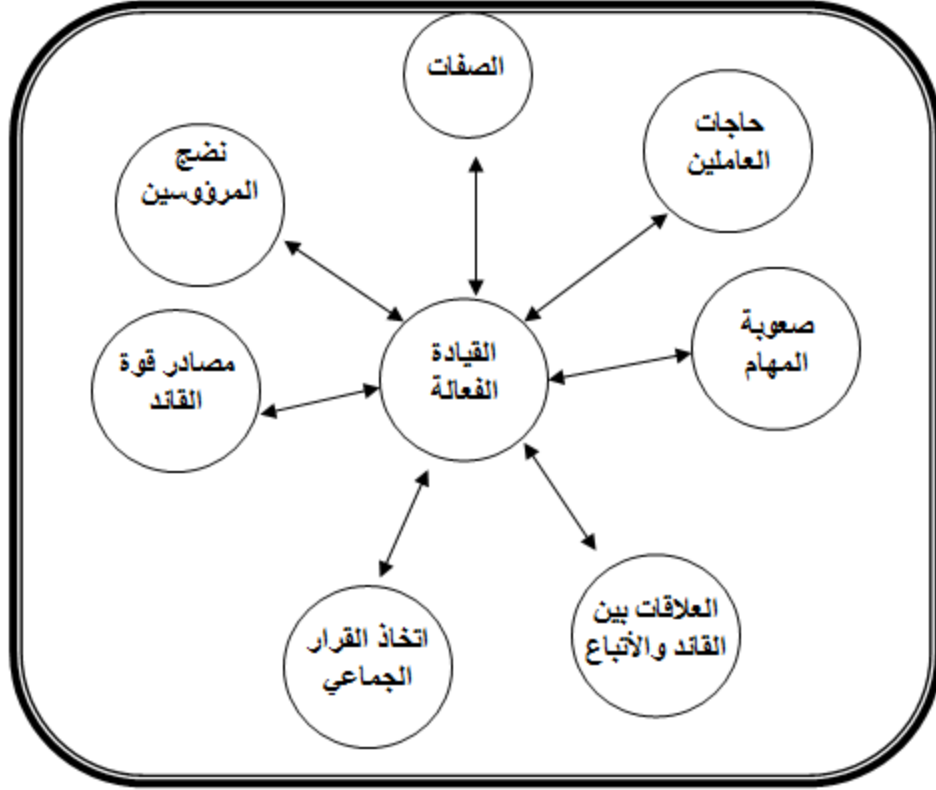 الصفات
حاجات
العاملين
نضج
المرؤوسين
صعوبة
المهام
القيادة
الفعالة
مصادر قوة
القائد
العلاقات بين
القائد والأتباع
اتخاذ القرار
الجماعي